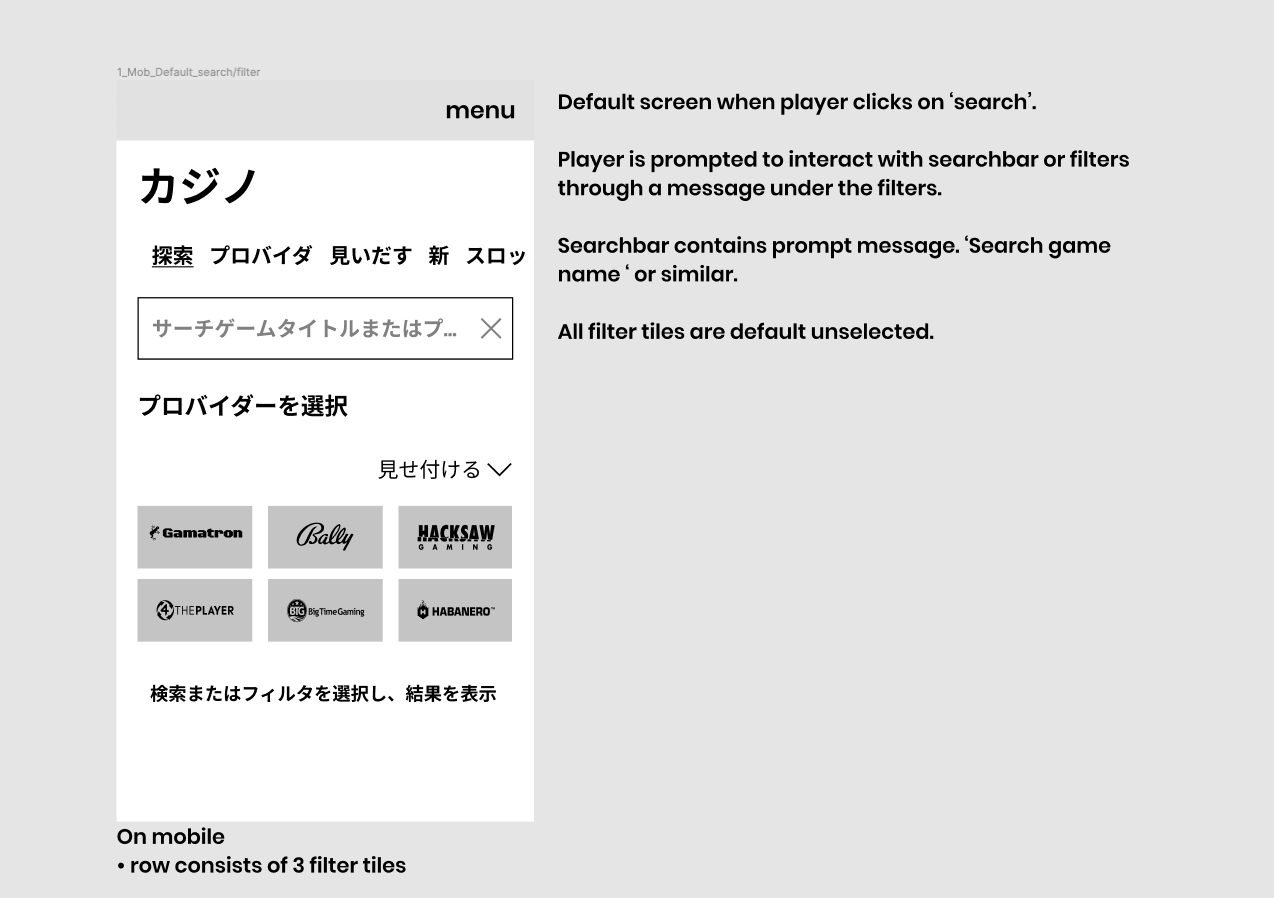 1_Mob_Default_search/filter
menu
カジノ
探索 プロバイダ 見いだす 新 スロッ
サーチゲームタイトルまたはプ...
プロバイダーを選択
見せ付ける
Gamatron
Bally
HACKSAW
GAMING
4THEPLAYER
BIG BigTimeGaming
HABANERO™
検索またはフィルタを選択し、結果を表示
On mobile
• row consists of 3 filter tiles
Default screen when player clicks on ‘search’.
Player is prompted to interact with searchbar or filters
through a message under the filters.
Searchbar contains prompt message. ‘Search game
name ‘ or similar.
All filter tiles are default unselected.